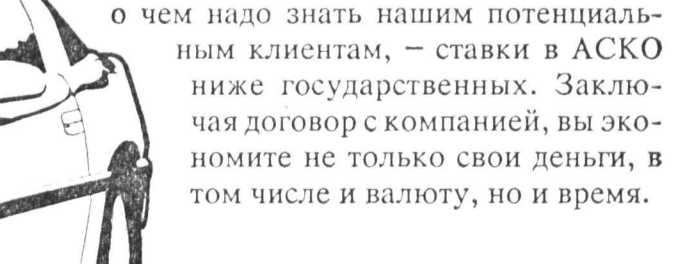 о чем надо знать нашим потенциаль-
ным клиентам, — ставки в АСКО
ниже государственных. Заклю-
чая договор с компанией, вы эко-
номите не только свои деньги, в
том числе и валюту, но и время.